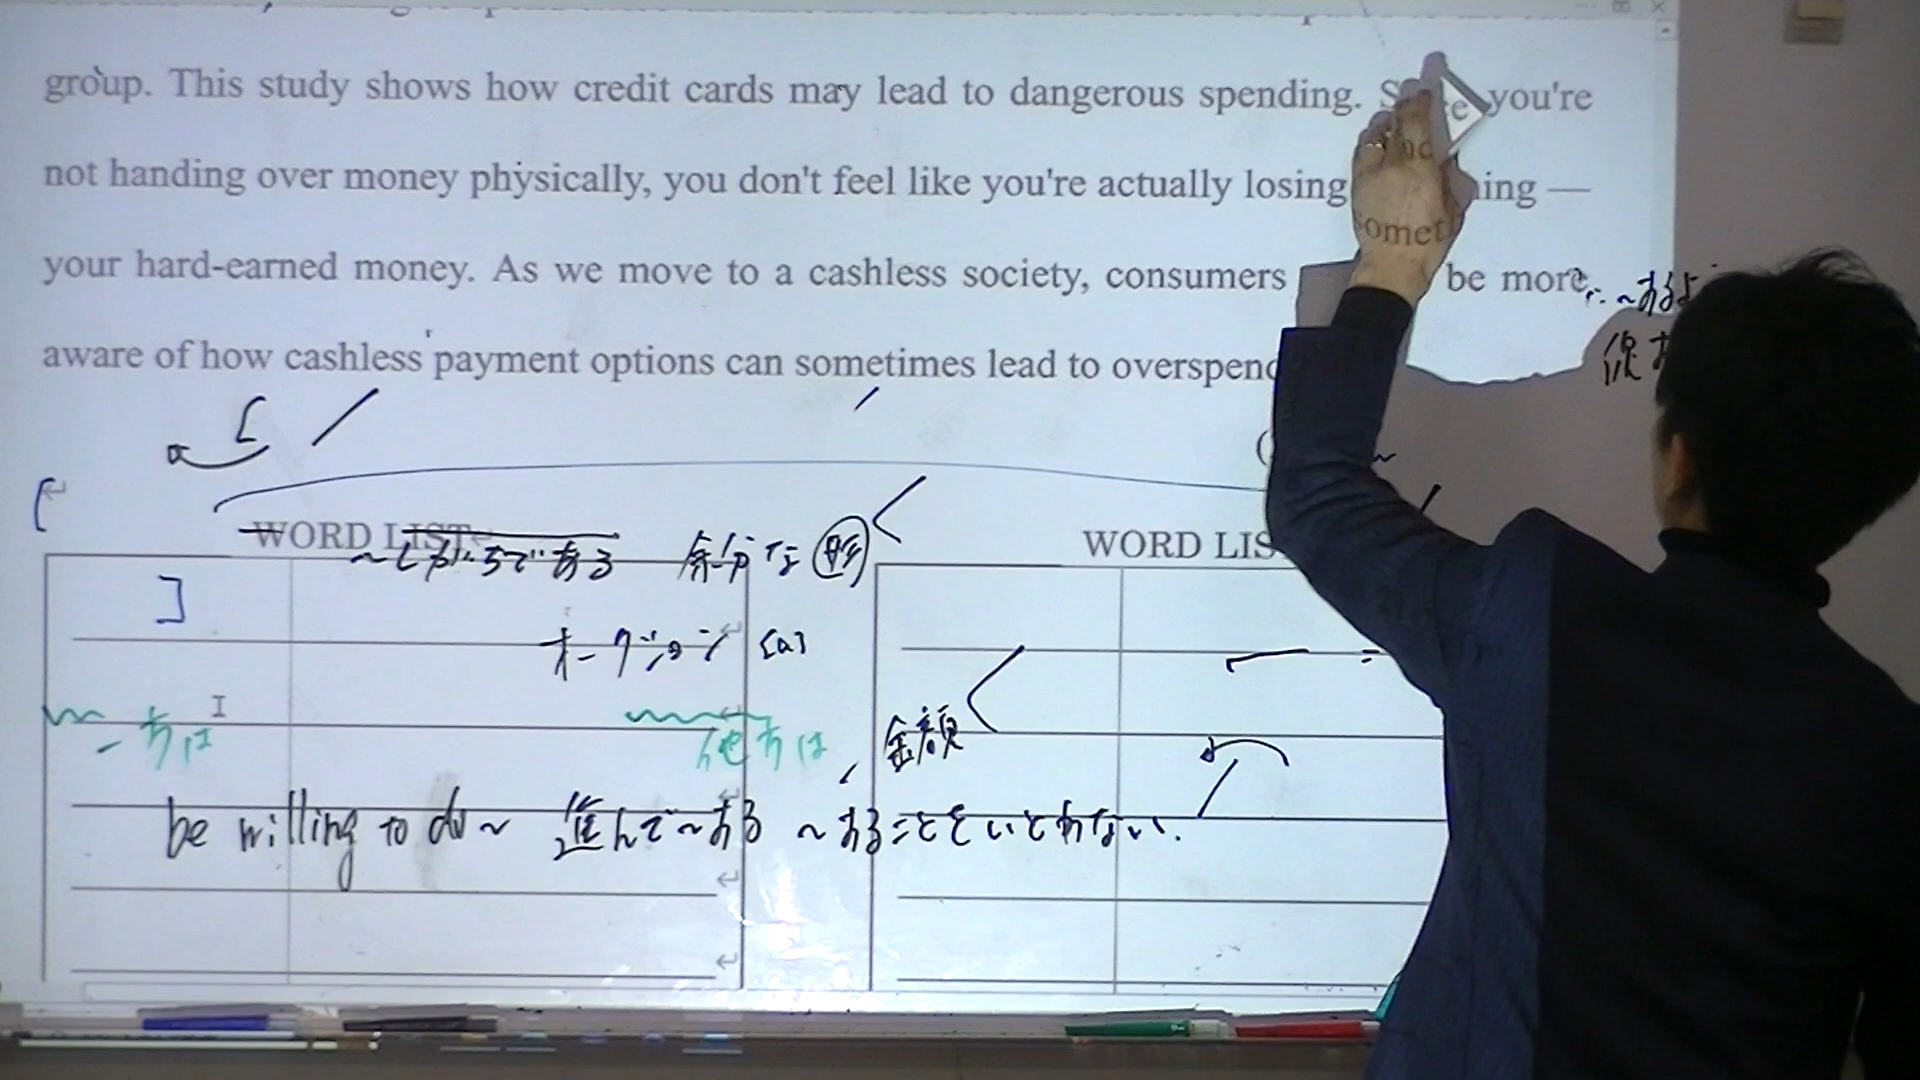 group. This study shows how credit cards may lead to dangerous spending. you're
not handing over money physically, you don't feel like you're actually losing
your hard-earned money. As we move to a cashless society, consumers be more
～するよ
aware of how cashless payment options can sometimes lead to overspend
WORD LIST
WORD LIS
～しがちである 余分な
オークション [a]
一方は
他方は
金額
be willing to do～ 進んで～する ～することをいとわない.